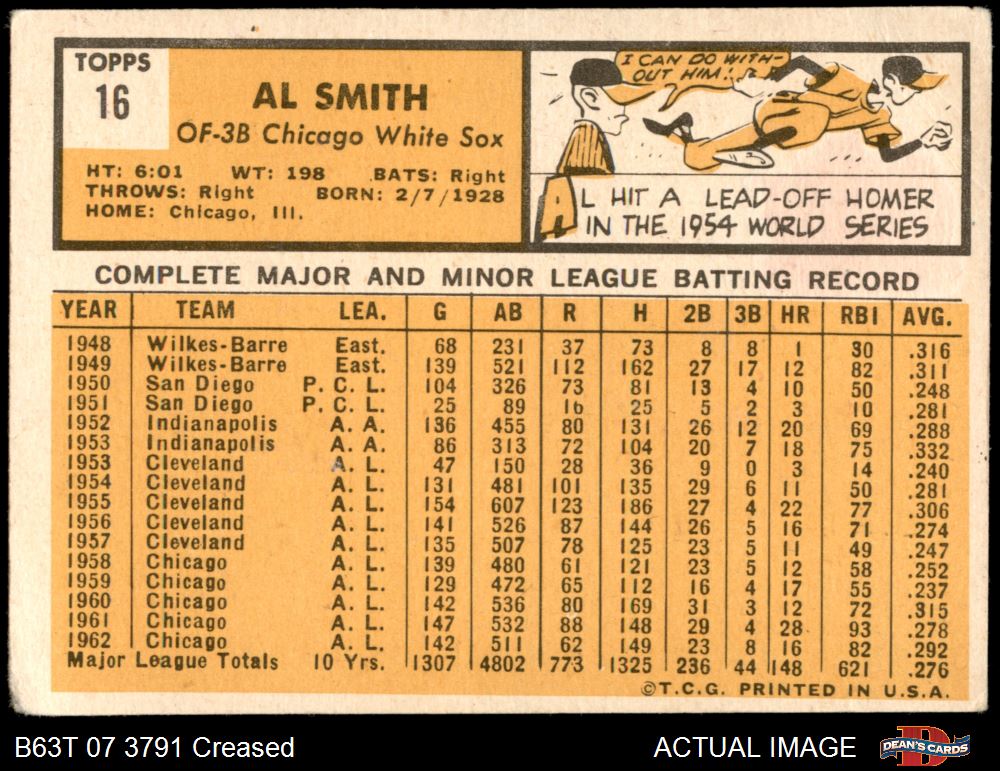 TOPPS
16
AL SMITH
OF-3B Chicago White Sox
HT: 6:01 WT: 198 BATS: Right
THROWS: Right BORN: 2/7/1928
HOME: Chicago, Ill.
I CAN DO WITH-
OUT HIM!
AL HIT A LEAD-OFF HOMER
IN THE 1954 WORLD SERIES
COMPLETE MAJOR AND MINOR LEAGUE BATTING RECORD
YEAR TEAM LEA. G AB R H 2B 3B HR RBI AVG.
1948 Wilkes-Barre East. 68 231 37 73 8 8 1 30 .316
1949 Wilkes-Barre East. 139 521 112 162 27 17 12 82 .311
1950 San Diego P. C. L. 104 326 73 81 13 4 10 50 .248
1951 San Diego P. C. L. 25 89 16 25 5 2 3 10 .281
1952 Indianapolis A. A. 136 455 80 131 26 12 20 69 .288
1953 Indianapolis A. A. 86 313 72 104 20 7 18 75 .332
1953 Cleveland A. L. 47 150 28 36 9 0 3 14 .240
1954 Cleveland A. L. 131 481 101 135 29 6 11 50 .281
1955 Cleveland A. L. 154 607 123 186 27 4 22 77 .306
1956 Cleveland A. L. 141 526 87 144 26 5 16 71 .274
1957 Cleveland A. L. 135 507 78 125 23 5 11 49 .247
1958 Chicago A. L. 139 480 61 121 23 5 12 58 .252
1959 Chicago A. L. 129 472 65 112 16 4 17 55 .237
1960 Chicago A. L. 142 536 80 169 31 3 12 72 .315
1961 Chicago A. L. 147 532 88 148 29 4 28 93 .278
1962 Chicago A. L. 142 511 62 149 23 8 16 82 .292
Major League Totals 10 Yrs. 1307 4802 773 1325 236 44 148 621 .276
©T.C.G. PRINTED IN U.S.A.
B63T 07 3791 Creased
ACTUAL IMAGE
DEAN'S CARDS